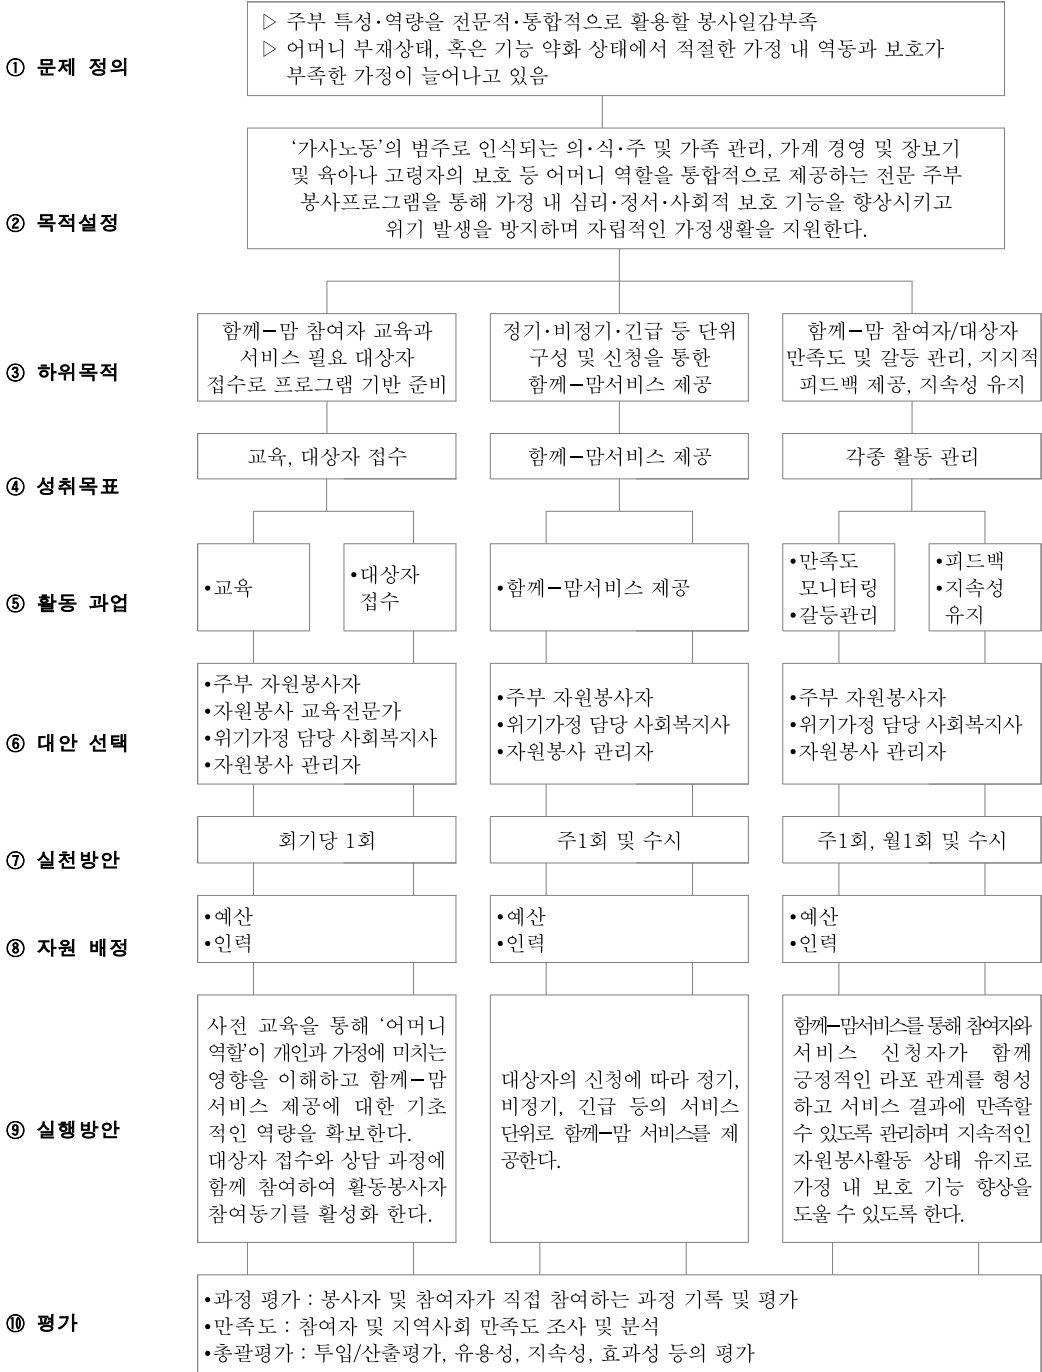 ① 문제 정의
▷ 주부 특성·역량을 전문적·통합적으로 활용할 봉사일감부족
▷ 어머니 부재상태, 혹은 기능 약화 상태에서 적절한 가정 내 역동과 보호가
부족한 가정이 늘어나고 있음
② 목적설정
‘가사노동’의 범주로 인식되는 의·식·주 및 가족 관리, 가계 경영 및 장보기
및 육아나 고령자의 보호 등 어머니 역할을 통합적으로 제공하는 전문 주부
봉사프로그램을 통해 가정 내 심리·정서·사회적 보호 기능을 향상시키고
위기 발생을 방지하며 자립적인 가정생활을 지원한다.
③ 하위목적
함께-맘 참여자 교육과
서비스 필요 대상자
접수로 프로그램 기반 준비
정기·비정기·긴급 등 단위
구성 및 신청을 통한
함께-맘서비스 제공
함께-맘 참여자/대상자
만족도 및 갈등 관리, 지지적
피드백 제공, 지속성 유지
④ 성취목표
교육, 대상자 접수
함께-맘서비스 제공
각종 활동 관리
⑤ 활동 과업
•교육
•대상자
접수
•함께-맘서비스 제공
•만족도
모니터링
•갈등관리
•피드백
•지속성
유지
⑥ 대안 선택
•주부 자원봉사자
•자원봉사 교육전문가
•위기가정 담당 사회복지사
•자원봉사 관리자
•주부 자원봉사자
•위기가정 담당 사회복지사
•자원봉사 관리자
•주부 자원봉사자
•위기가정 담당 사회복지사
•자원봉사 관리자
⑦ 실천방안
회기당 1회
주1회 및 수시
주1회, 월1회 및 수시
⑧ 자원 배정
•예산
•인력
•예산
•인력
•예산
•인력
⑨ 실행방안
사전 교육을 통해 ‘어머니
역할’이 개인과 가정에 미치는
영향을 이해하고 함께-맘
서비스 제공에 대한 기초
적인 역량을 확보한다.
대상자 접수와 상담 과정에
함께 참여하여 활동봉사자
참여동기를 활성화 한다.
대상자의 신청에 따라 정기,
비정기, 긴급 등의 서비스
단위로 함께-맘 서비스를 제
공한다.
함께-맘서비스를 통해 참여자와
서비스 신청자가 함께
긍정적인 라포 관계를 형성
하고 서비스 결과에 만족할
수 있도록 관리하며 지속적인
자원봉사활동 상태 유지로
가정 내 보호 기능 향상을
도울 수 있도록 한다.
⑩ 평가
•과정 평가 : 봉사자 및 참여자가 직접 참여하는 과정 기록 및 평가
•만족도 : 참여자 및 지역사회 만족도 조사 및 분석
•총괄평가 : 투입/산출평가, 유용성, 지속성, 효과성 등의 평가